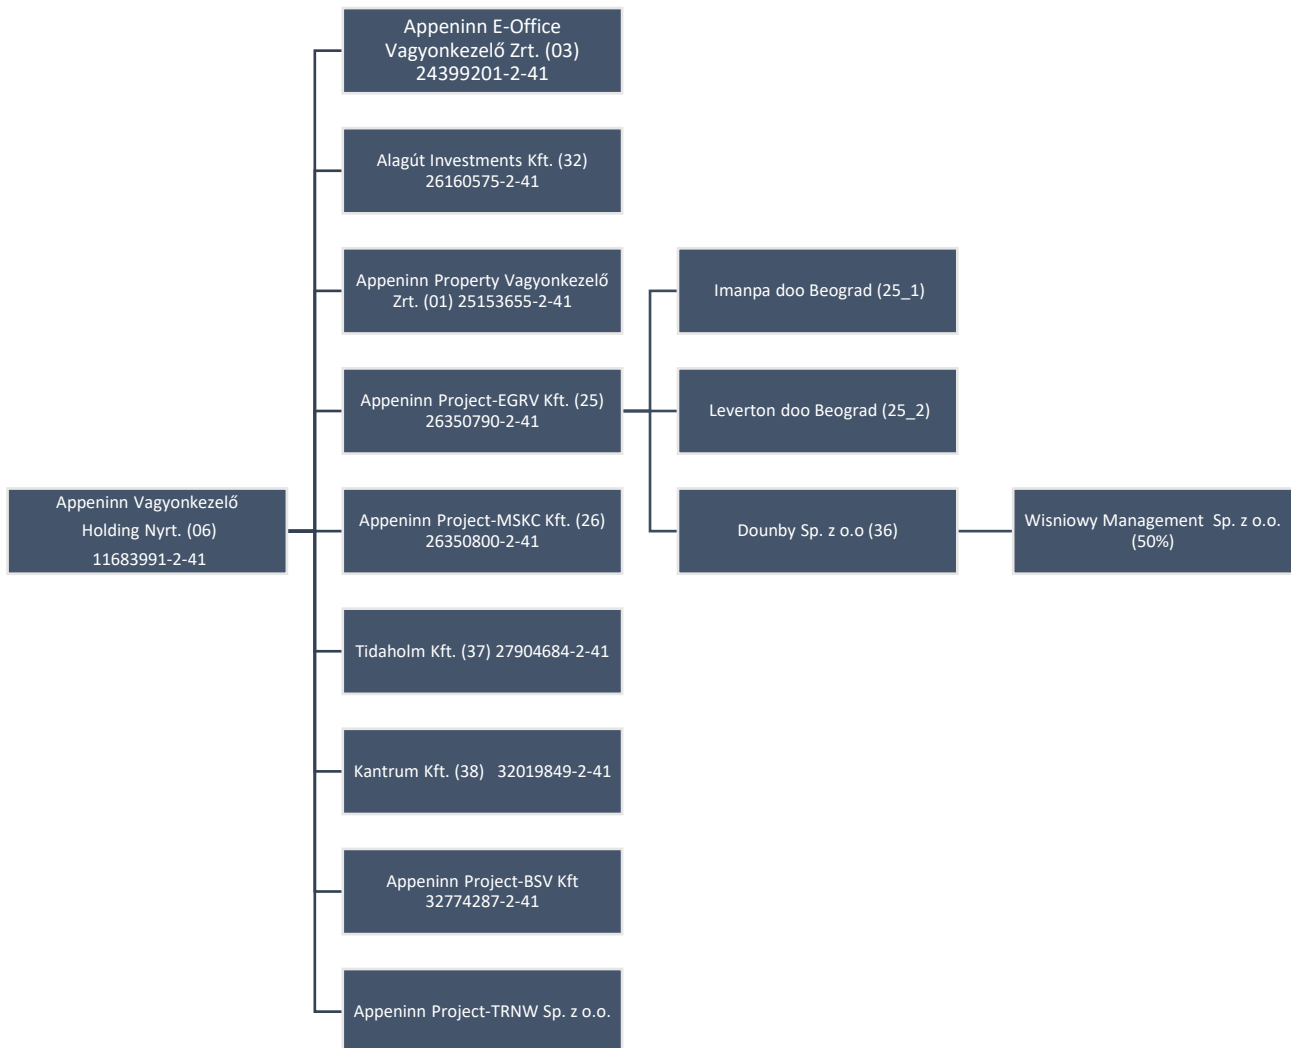 Appeninn E-Office
Vagyonkezelő Zrt. (03)
24399201-2-41
Alagút Investments Kft. (32)
26160575-2-41
Appeninn Property Vagyonkezelő
Zrt. (01) 25153655-2-41
Imanpa doo Beograd (25_1)
Appeninn Project-EGRV Kft. (25)
26350790-2-41
Leverton doo Beograd (25_2)
Appeninn Vagyonkezelő
Holding Nyrt. (06)
11683991-2-41
Appeninn Project-MSKC Kft. (26)
26350800-2-41
Dounby Sp. z o.o (36)
Wisniowy Management Sp. z o.o.
(50%)
Tidaholm Kft. (37) 27904684-2-41
Kantrum Kft. (38) 32019849-2-41
Appeninn Project-BSV Kft
32774287-2-41
Appeninn Project-TRNW Sp. z o.o.